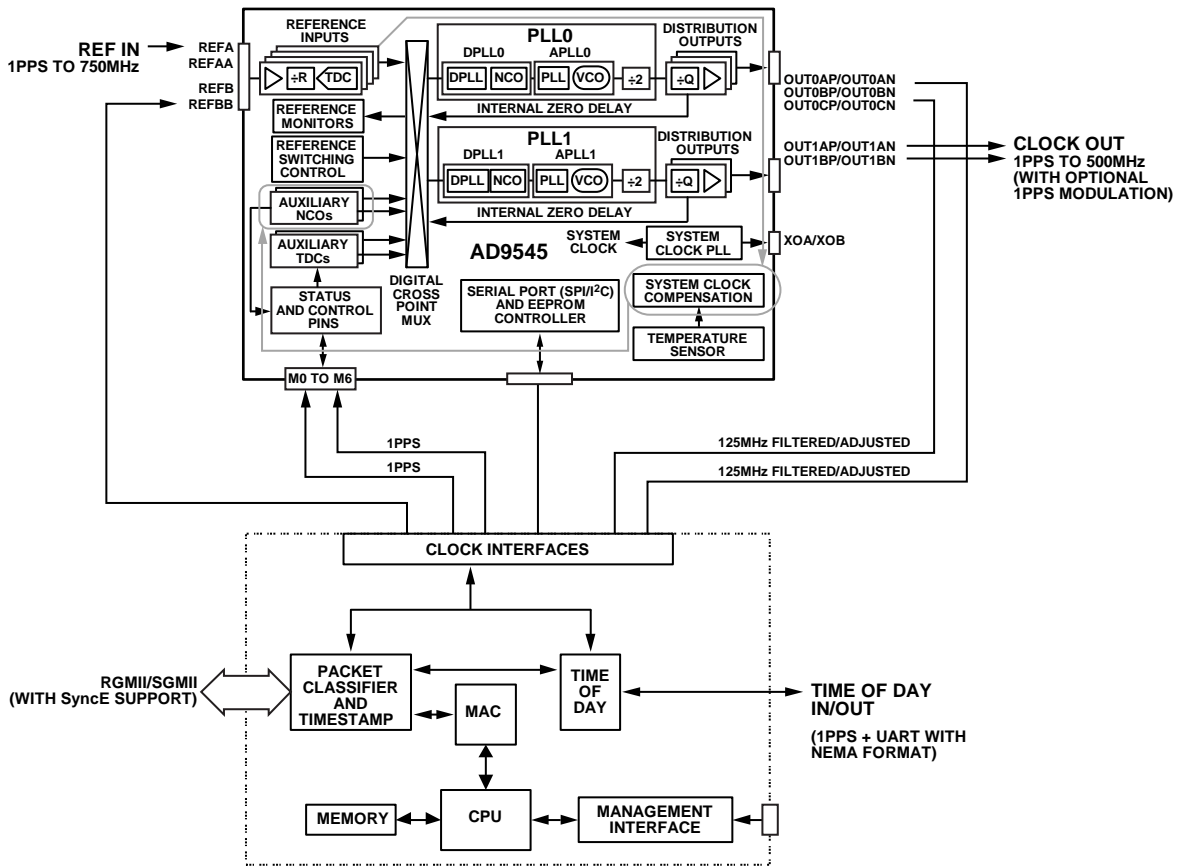 REF IN
1PPS TO 750MHz
REFA
REFAA
REFB
REFBB
REFERENCE
INPUTS
÷R
TDC
REFERENCE
MONITORS
REFERENCE
SWITCHING
CONTROL
AUXILIARY
NCOs
AUXILIARY
TDCs
STATUS
AND CONTROL
PINS
M0 TO M6
DIGITAL
CROSS
POINT
MUX
PLL0
DPLL0
APLL0
DPLL
NCO
PLL
VCO
÷2
INTERNAL ZERO DELAY
DISTRIBUTION
OUTPUTS
÷Q
PLL1
DPLL1
APLL1
DPLL
NCO
PLL
VCO
÷2
INTERNAL ZERO DELAY
DISTRIBUTION
OUTPUTS
÷Q
SYSTEM
CLOCK
SYSTEM
CLOCK PLL
AD9545
SERIAL PORT (SPI/I2C)
AND EEPROM
CONTROLLER
SYSTEM CLOCK
COMPENSATION
TEMPERATURE
SENSOR
OUT0AP/OUT0AN
OUT0BP/OUT0BN
OUT0CP/OUT0CN
OUT1AP/OUT1AN
OUT1BP/OUT1BN
XOA/XOB
CLOCK OUT
1PPS TO 500MHz
(WITH OPTIONAL
1PPS MODULATION)
1PPS
1PPS
125MHz FILTERED/ADJUSTED
125MHz FILTERED/ADJUSTED
CLOCK INTERFACES
RGMII/SGMII
(WITH SyncE SUPPORT)
PACKET
CLASSIFIER
AND
TIMESTAMP
MAC
TIME
OF
DAY
TIME OF DAY
IN/OUT
(1PPS + UART WITH
NEMA FORMAT)
MEMORY
CPU
MANAGEMENT
INTERFACE